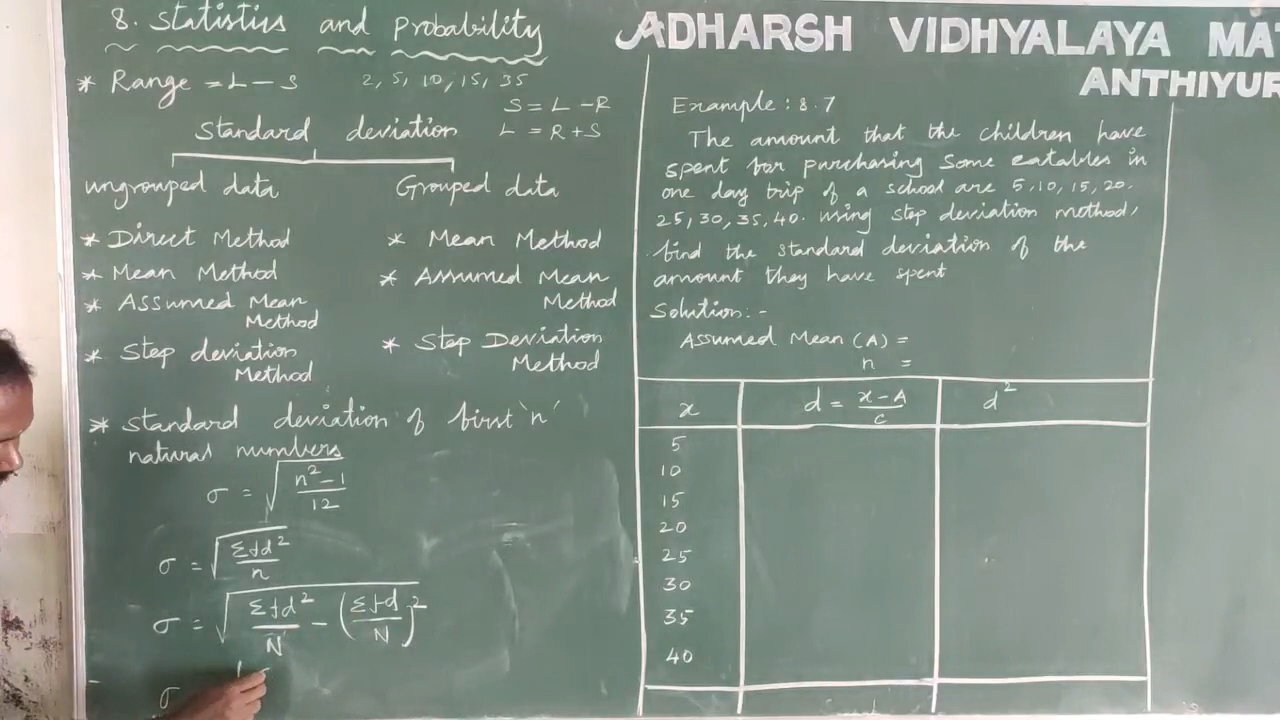 8. Statistics and Probability
* Range = L - S 2, 5, 10, 15, 35
S = L - R
L = R + S
Standard deviation
ungrouped data
* Direct Method
* Mean Method
* Assumed Mean
Method
* Step deviation
Method
Grouped data
* Mean Method
* Assumed Mean
Method
* Step Deviation
Method
* Standard deviation of first 'n'
natural numbers
σ = √((n² - 1)/12)
σ = √(Σfd²/n)
σ = √(Σfd²/N - (Σfd/N)²)
σ
ADHARSH VIDHYALAYA MAT
ANTHIYUR
Example: 8.7
The amount that the children have
spent for purchasing some eatables in
one day trip of a school are 5, 10, 15, 20.
25, 30, 35, 40. using step deviation method,
find the standard deviation of the
amount they have spent
Solution:-
Assumed Mean (A) =
n =
x d = (x - A)/c d²
5
10
15
20
25
30
35
40